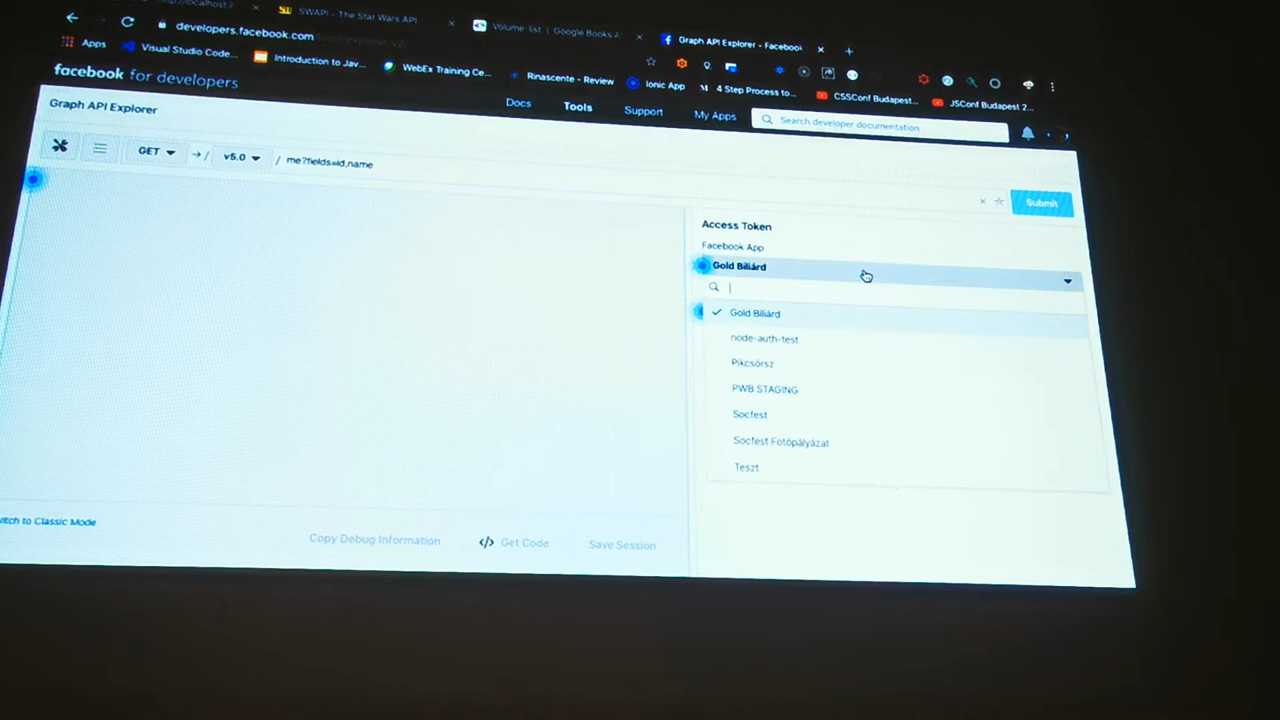 SWAPI - The Star Wars API
Volume: list | Google Books A
Graph API Explorer - Facebook
developers.facebook.com
Apps
Visual Studio Code...
Introduction to Jav...
WebEx Training Ce...
Rinascente - Review
Ionic App
4 Step Process to...
CSSConf Budapest...
JSConf Budapest 2...
facebook for developers
Docs
Tools
Support
My Apps
Search developer documentation
Graph API Explorer
GET
v5.0
/ me?fields=id,name
Submit
Access Token
Facebook App
Gold Biliárd
Gold Biliárd
node-auth-test
Pikcsörsz
PWB STAGING
Socfest
Socfest Fotópályázat
Teszt
itch to Classic Mode
Copy Debug Information
</> Get Code
Save Session